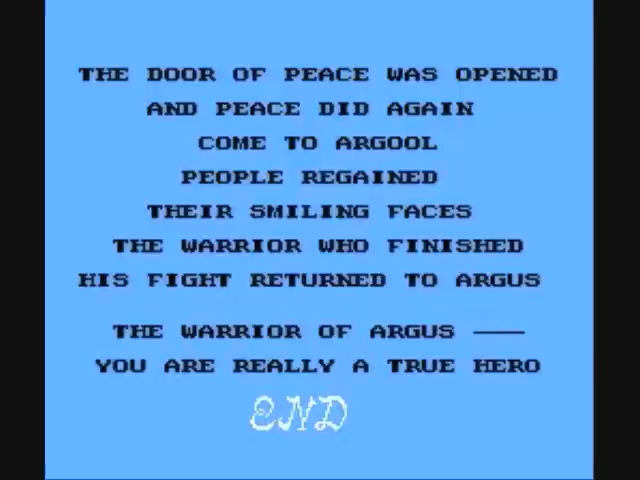 THE DOOR OF PEACE WAS OPENED
AND PEACE DID AGAIN
COME TO ARGOOL
PEOPLE REGAINED
THEIR SMILING FACES
THE WARRIOR WHO FINISHED
HIS FIGHT RETURNED TO ARGUS
THE WARRIOR OF ARGUS ——
YOU ARE REALLY A TRUE HERO
END